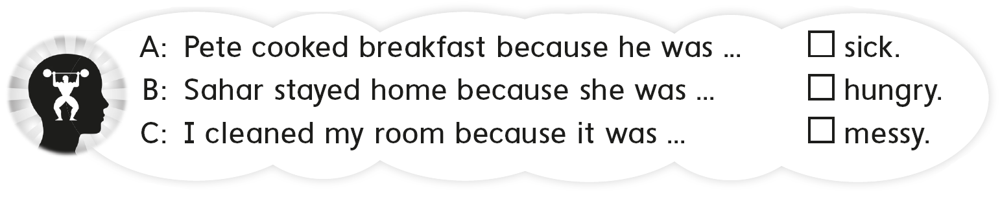 A: Pete cooked breakfast because he was ... sick.
B: Sahar stayed home because she was ... hungry.
C: I cleaned my room because it was ... messy.